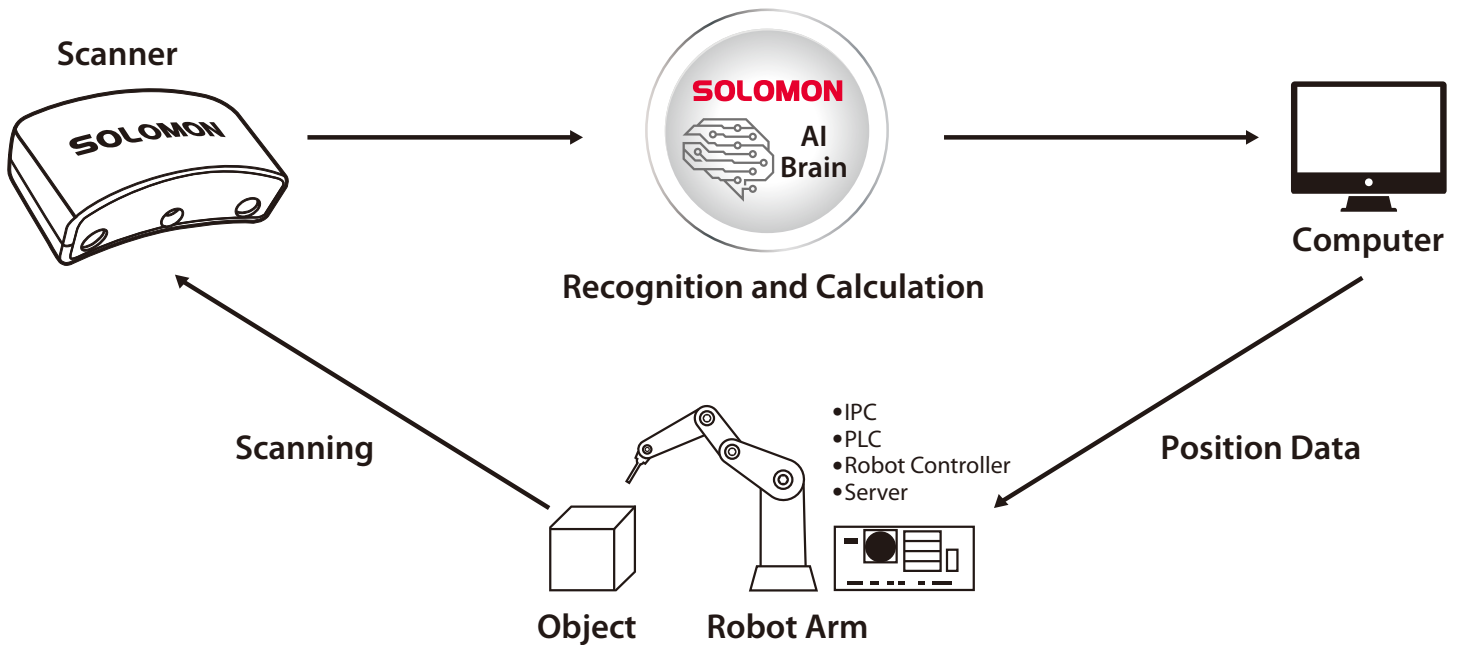 Scanner
SOLOMON
SOLOMON
AI
Brain
Recognition and Calculation
Computer
Scanning
•IPC
•PLC
•Robot Controller
•Server
Position Data
Object
Robot Arm